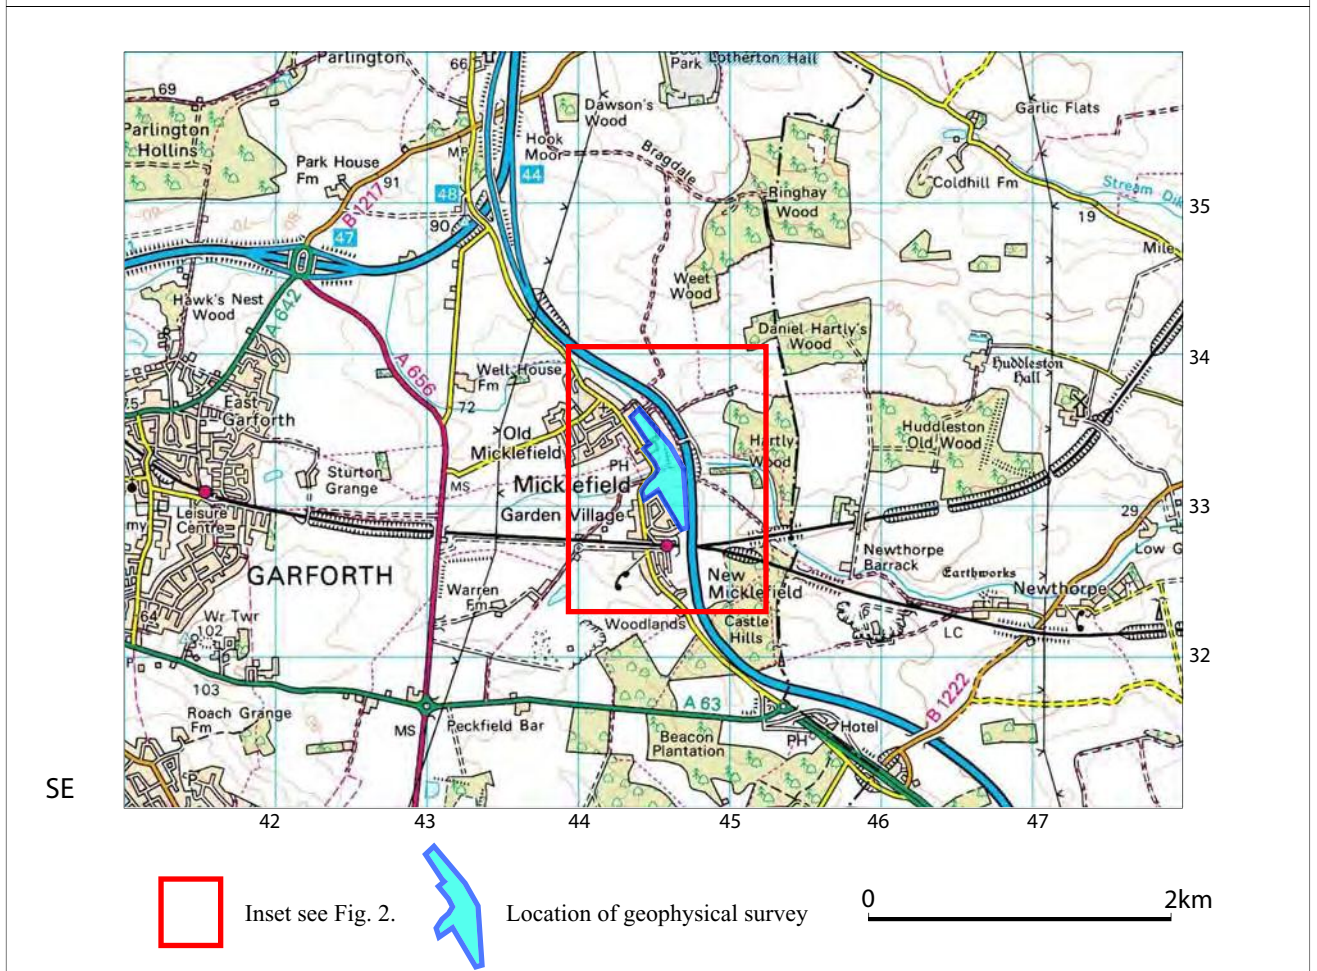 Parlington
66
Deer
Park
Lotherton Hall
69
Dawson's
Wood
Garlic Flats
Parlington
Hollins
Park House
Fm
91
MP
Hook
Moor
Bragdale
48
44
Ringhay
Wood
Coldhill Fm
Stream Dike
19
35
B 1217
90
47
Mile
Hawk's Nest
Wood
A 642
Weet
Wood
Daniel Hartly's
Wood
34
A 656
Well House
Fm
72
Huddleston
Hall
East
Garforth
Old
Micklefield
Hartly
Wood
Huddleston
Old Wood
PH
Sturton
Grange
MS
Micklefield
Garden Village
33
29
Leisure
Centre
Low G
GARFORTH
Newthorpe
Barrack
Earthworks
Newthorpe
New
Micklefield
Warren
Fm
64
Wr Twr
102
Woodlands
Castle
Hills
LC
32
103
A 63
B 1222
Roach Grange
Fm
MS
Peckfield Bar
Beacon
Plantation
Hotel
PH
SE
42
43
44
45
46
47
Inset see Fig. 2.
Location of geophysical survey
0
2km